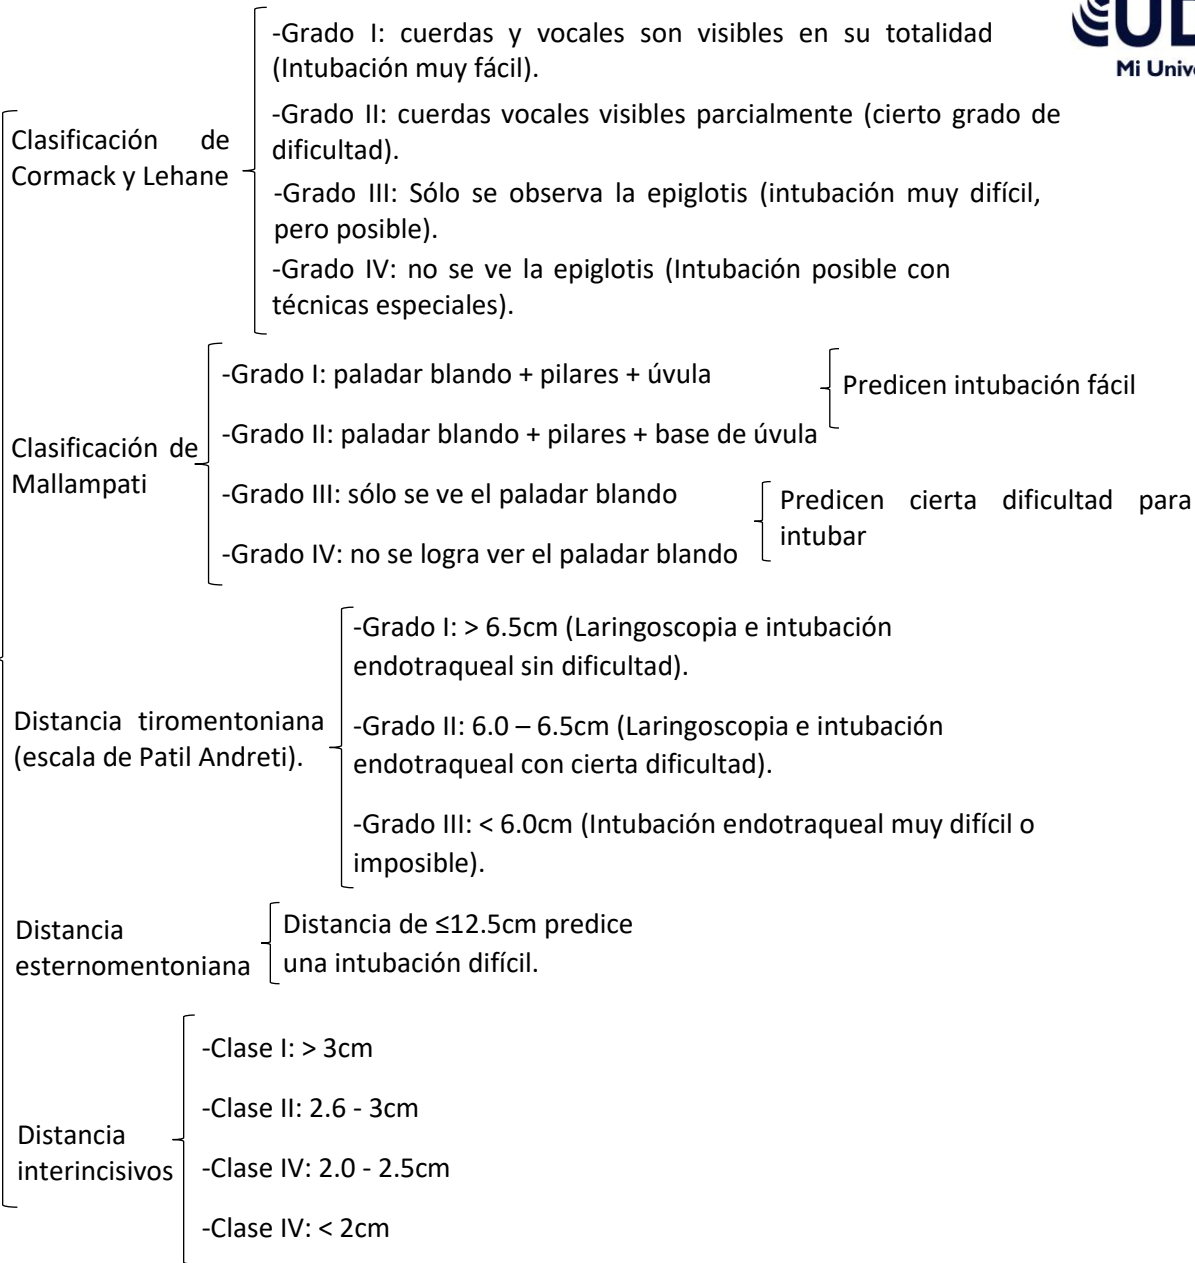 Mi Unive
-Grado I: cuerdas y vocales son visibles en su totalidad
(Intubación muy fácil).
-Grado II: cuerdas vocales visibles parcialmente (cierto grado de
dificultad).
Clasificación de
Cormack y Lehane
-Grado III: Sólo se observa la epiglotis (intubación muy difícil,
pero posible).
-Grado IV: no se ve la epiglotis (Intubación posible con
técnicas especiales).
Clasificación de
Mallampati
-Grado I: paladar blando + pilares + úvula
-Grado II: paladar blando + pilares + base de úvula
Predicen intubación fácil
-Grado III: sólo se ve el paladar blando
-Grado IV: no se logra ver el paladar blando
Predicen cierta dificultad para
intubar
Distancia tiromentoniana
(escala de Patil Andreti).
-Grado I: > 6.5cm (Laringoscopia e intubación
endotraqueal sin dificultad).
-Grado II: 6.0 – 6.5cm (Laringoscopia e intubación
endotraqueal con cierta dificultad).
-Grado III: < 6.0cm (Intubación endotraqueal muy difícil o
imposible).
Distancia
esternomentoniana
Distancia de ≤12.5cm predice
una intubación difícil.
Distancia
interincisivos
-Clase I: > 3cm
-Clase II: 2.6 - 3cm
-Clase IV: 2.0 - 2.5cm
-Clase IV: < 2cm